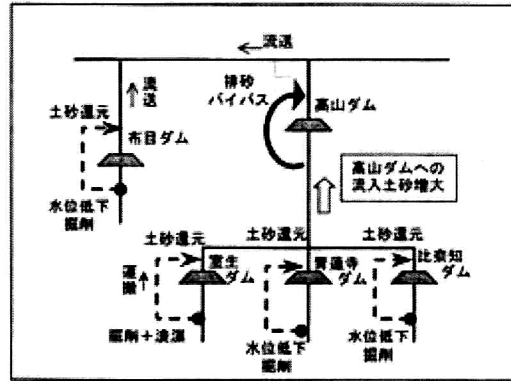 流送
排砂
バイパス
高山ダム
流送
土砂還元
布目ダム
水位低下
掘削
高山ダムへの
流入土砂増大
土砂還元
土砂還元
土砂還元
室生
ダム
青蓮寺
ダム
比奈知
ダム
運搬
掘削＋浚渫
水位低下
掘削
水位低下
掘削